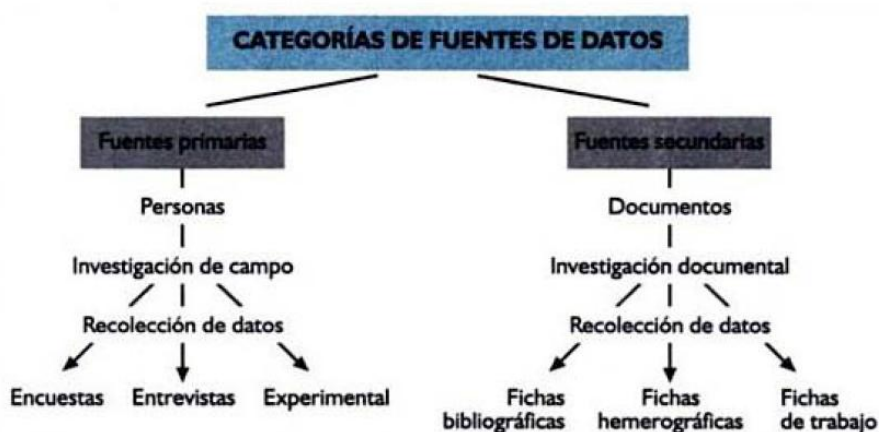 CATEGORÍAS DE FUENTES DE DATOS
Fuentes primarias
Fuentes secundarias
Personas
Documentos
Investigación de campo
Investigación documental
Recolección de datos
Recolección de datos
Encuestas
Entrevistas
Experimental
Fichas
bibliográficas
Fichas
hemerográficas
Fichas
de trabajo